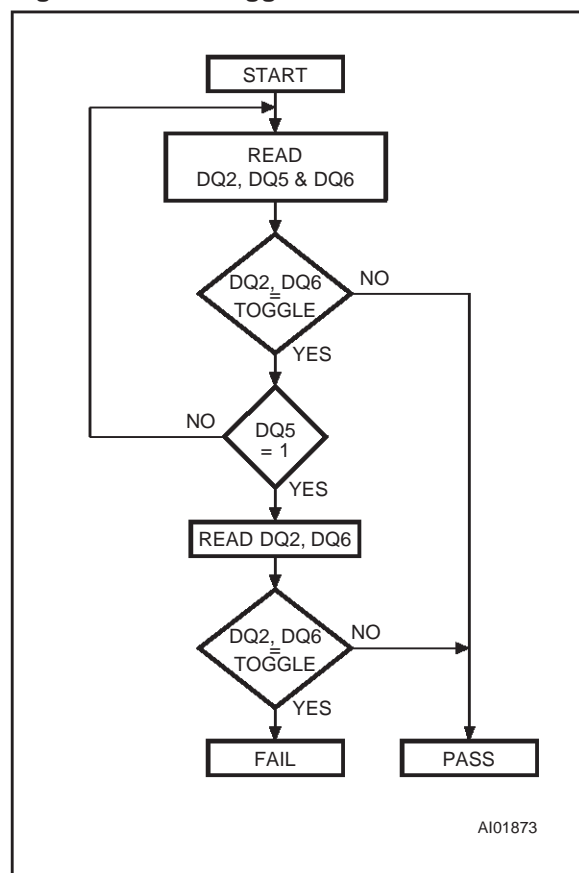 START
READ
DQ2, DQ5 & DQ6
DQ2, DQ6
=
TOGGLE
NO
YES
NO
DQ5
= 1
YES
READ DQ2, DQ6
DQ2, DQ6
=
TOGGLE
NO
YES
FAIL
PASS
AI01873